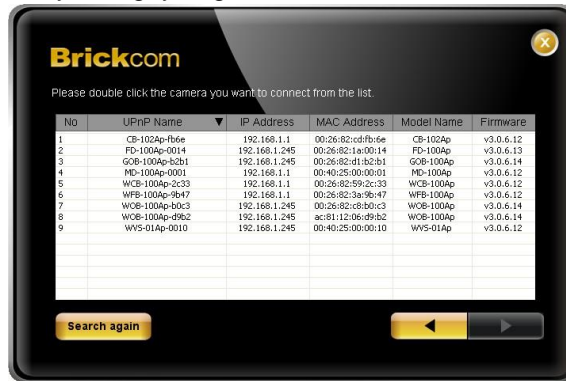 Brickcom
Please double click the camera you want to connect from the list.
No UPnP Name ▼ IP Address MAC Address Model Name Firmware
1 CB-102Ap-fb6e 192.168.1.1 00:26:82:cd:fb:6e CB-102Ap v3.0.6.12
2 FD-100Ap-0014 192.168.1.245 00:26:82:1a:00:14 FD-100Ap v3.0.6.13
3 GOB-100Ap-b2b1 192.168.1.245 00:26:82:d1:b2:b1 GOB-100Ap v3.0.6.14
4 MD-100Ap-0001 192.168.1.1 00:40:25:00:00:01 MD-100Ap v3.0.6.12
5 WCB-100Ap-2c33 192.168.1.1 00:26:82:59:2c:33 WCB-100Ap v3.0.6.12
6 WFB-100Ap-9b47 192.168.1.1 00:26:82:3a:9b:47 WFB-100Ap v3.0.6.12
7 WOB-100Ap-b0c3 192.168.1.245 00:26:82:c8:b0:c3 WOB-100Ap v3.0.6.14
8 WOB-100Ap-d9b2 192.168.1.245 ac:81:12:06:d9:b2 WOB-100Ap v3.0.6.14
9 WVS-01Ap-0010 192.168.1.245 00:40:25:00:00:10 WVS-01Ap v3.0.6.12
Search again